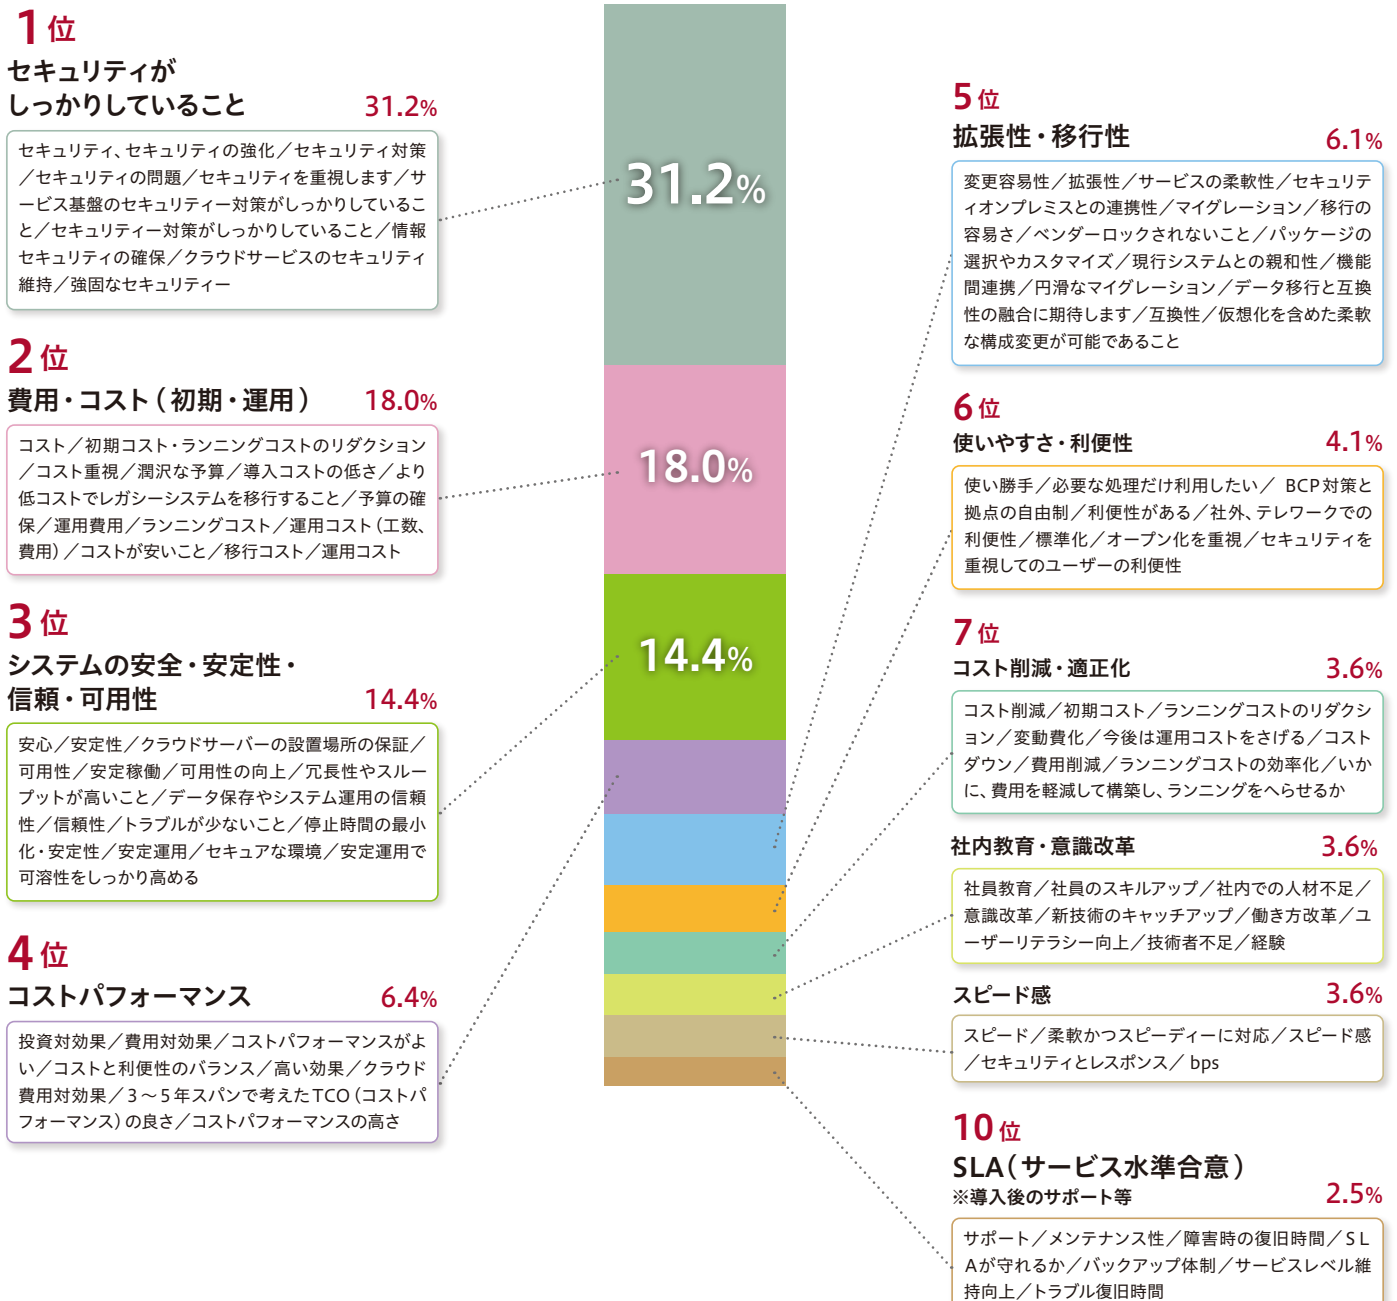 1位
セキュリティが
しっかりしていること 31.2%
セキュリティ、セキュリティの強化／セキュリティ対策
／セキュリティの問題／セキュリティを重視します／サ
ービス基盤のセキュリティー対策がしっかりしているこ
と／セキュリティー対策がしっかりしていること／情報
セキュリティの確保／クラウドサービスのセキュリティ
維持／強固なセキュリティー
2位
費用・コスト（初期・運用） 18.0%
コスト／初期コスト・ランニングコストのリダクション
／コスト重視／潤沢な予算／導入コストの低さ／より
低コストでレガシーシステムを移行すること／予算の確
保／運用費用／ランニングコスト／運用コスト（工数、
費用）／コストが安いこと／移行コスト／運用コスト
3位
システムの安全・安定性・
信頼・可用性 14.4%
安心／安定性／クラウドサーバーの設置場所の保証／
可用性／安定稼働／可用性の向上／冗長性やスルー
プットが高いこと／データ保存やシステム運用の信頼
性／信頼性／トラブルが少ないこと／停止時間の最小
化・安定性／安定運用／セキュアな環境／安定運用で
可溶性をしっかり高める
4位
コストパフォーマンス 6.4%
投資対効果／費用対効果／コストパフォーマンスがよ
い／コストと利便性のバランス／高い効果／クラウド
費用対効果／3～5年スパンで考えたTCO（コストパ
フォーマンス）の良さ／コストパフォーマンスの高さ
31.2%
18.0%
14.4%
5位
拡張性・移行性 6.1%
変更容易性／拡張性／サービスの柔軟性／セキュリテ
ィオンプレミスとの連携性／マイグレーション／移行の
容易さ／ベンダーロックされないこと／パッケージの
選択やカスタマイズ／現行システムとの親和性／機能
間連携／円滑なマイグレーション／データ移行と互換
性の融合に期待します／互換性／仮想化を含めた柔軟
な構成変更が可能であること
6位
使いやすさ・利便性 4.1%
使い勝手／必要な処理だけ利用したい／ BCP対策と
拠点の自由制／利便性がある／社外、テレワークでの
利便性／標準化／オープン化を重視／セキュリティを
重視してのユーザーの利便性
7位
コスト削減・適正化 3.6%
コスト削減／初期コスト／ランニングコストのリダクシ
ョン／変動費化／今後は運用コストをさげる／コスト
ダウン／費用削減／ランニングコストの効率化／いか
に、費用を軽減して構築し、ランニングをへらせるか
社内教育・意識改革 3.6%
社員教育／社員のスキルアップ／社内での人材不足／
意識改革／新技術のキャッチアップ／働き方改革／ユ
ーザーリテラシー向上／技術者不足／経験
スピード感 3.6%
スピード／柔軟かつスピーディーに対応／スピード感
／セキュリティとレスポンス／ bps
10位
SLA（サービス水準合意）
※導入後のサポート等 2.5%
サポート／メンテナンス性／障害時の復旧時間／ＳＬ
Ａが守れるか／バックアップ体制／サービスレベル維
持向上／トラブル復旧時間